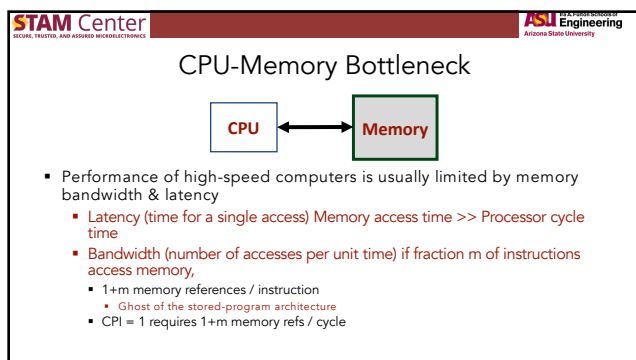 STAM Center
SECURE, TRUSTED, AND ASSURED MICROELECTRONICS
ASU Ira A. Fulton Schools of
Engineering
Arizona State University
CPU-Memory Bottleneck
CPU
Memory
▪ Performance of high-speed computers is usually limited by memory
bandwidth & latency
▪ Latency (time for a single access) Memory access time >> Processor cycle
time
▪ Bandwidth (number of accesses per unit time) if fraction m of instructions
access memory,
▪ 1+m memory references / instruction
▪ Ghost of the stored-program architecture
▪ CPI = 1 requires 1+m memory refs / cycle